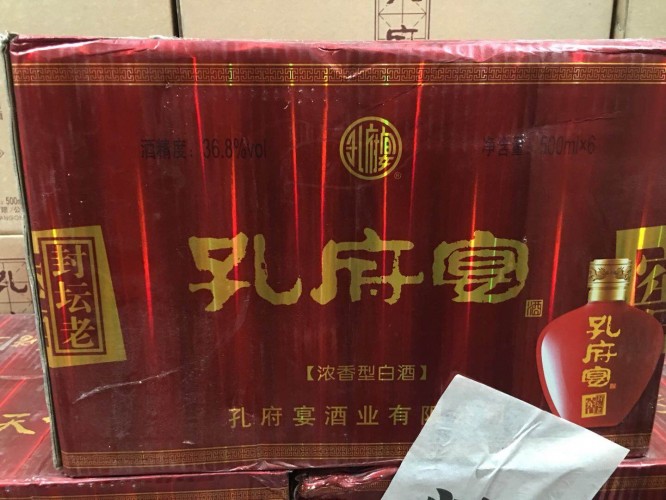 酒精度：36.8%vol
孔府宴
®
净含量：500ml×6
封坛老
孔府宴
酒
孔府宴
【浓香型白酒】
孔府宴酒业有限